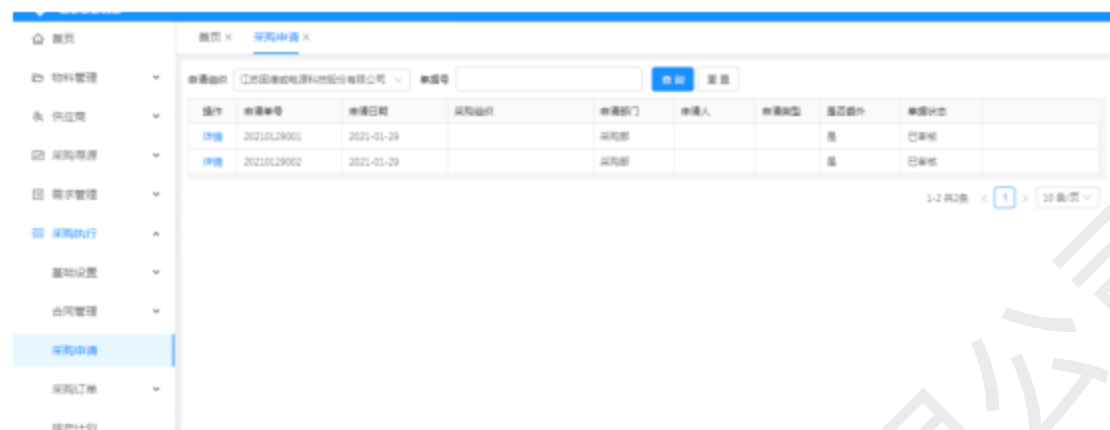 首页
首页 × 采购申请 ×
物料管理
申请组织 江苏国 电源科技股份有限公司 单据号 查询 重置
供应商
操作 申请单号 申请日期 采购组织 申请部门 申请人 申请类型 是否额外 单据状态
详情 20210129001 2021-01-29 采购部 是 已审核
详情 20210129002 2021-01-29 采购部 是 已审核
采购寻源
需求管理
1-2 共2条 < 1 > 10 条/页
采购执行
基础设置
合同管理
采购申请
采购订单
公司